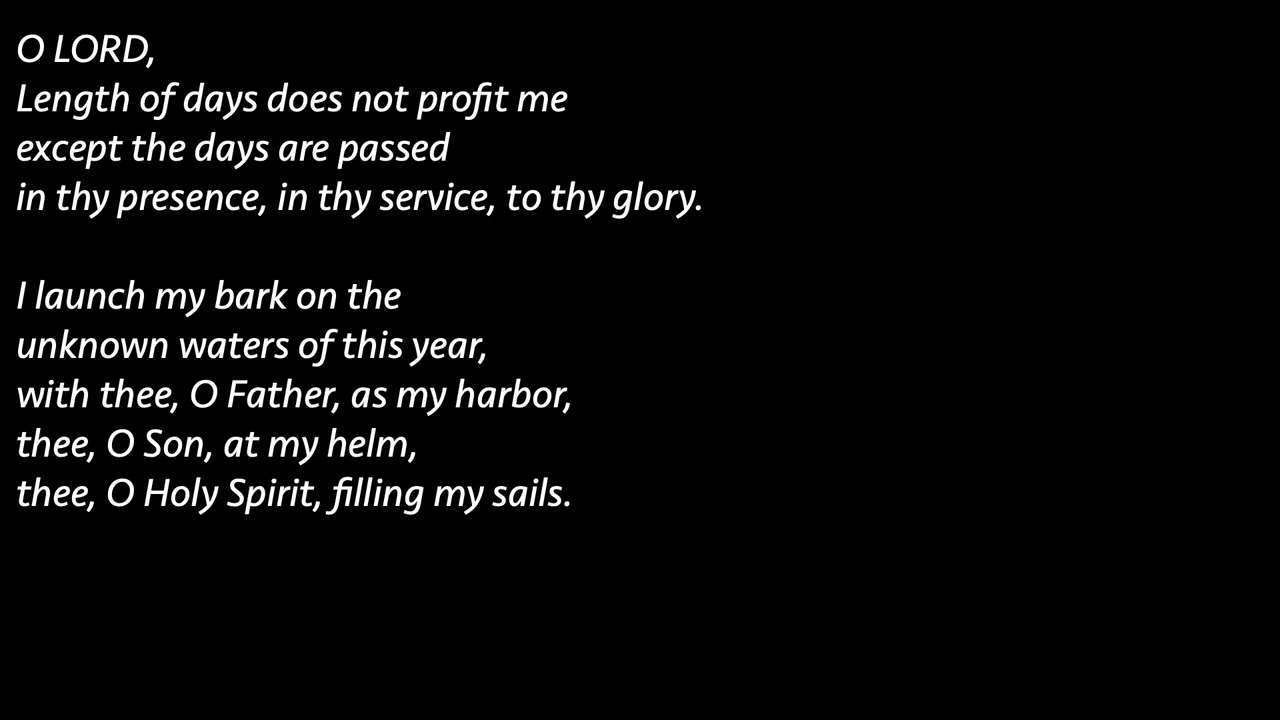 O LORD,
Length of days does not profit me
except the days are passed
in thy presence, in thy service, to thy glory.
I launch my bark on the
unknown waters of this year,
with thee, O Father, as my harbor,
thee, O Son, at my helm,
thee, O Holy Spirit, filling my sails.